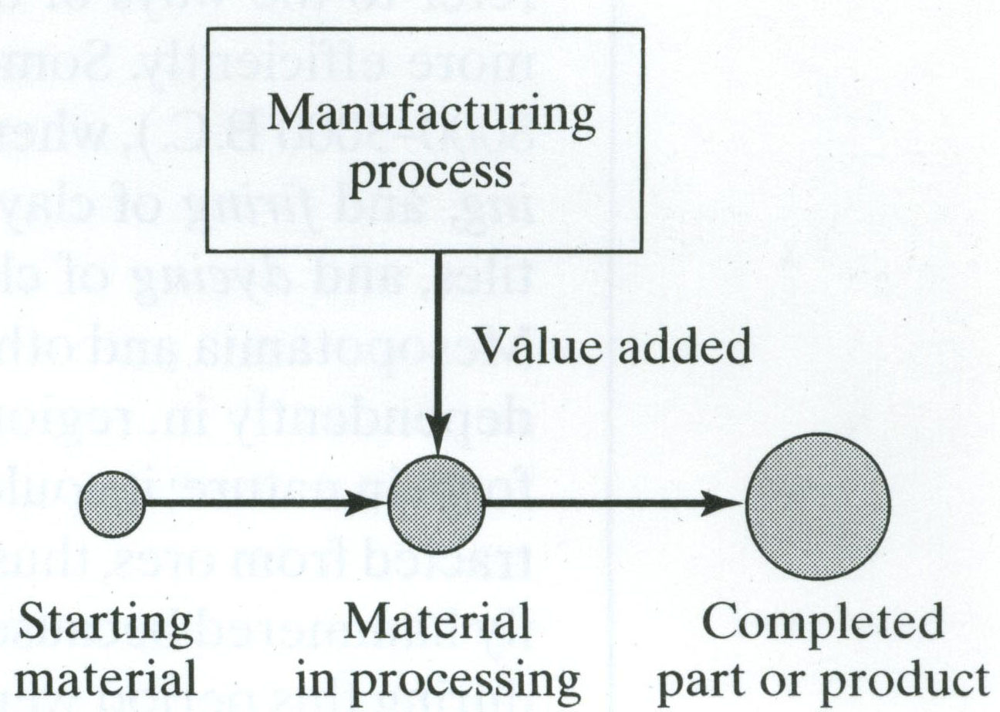 Manufacturing
process
Value added
Starting
material
Material
in processing
Completed
part or product